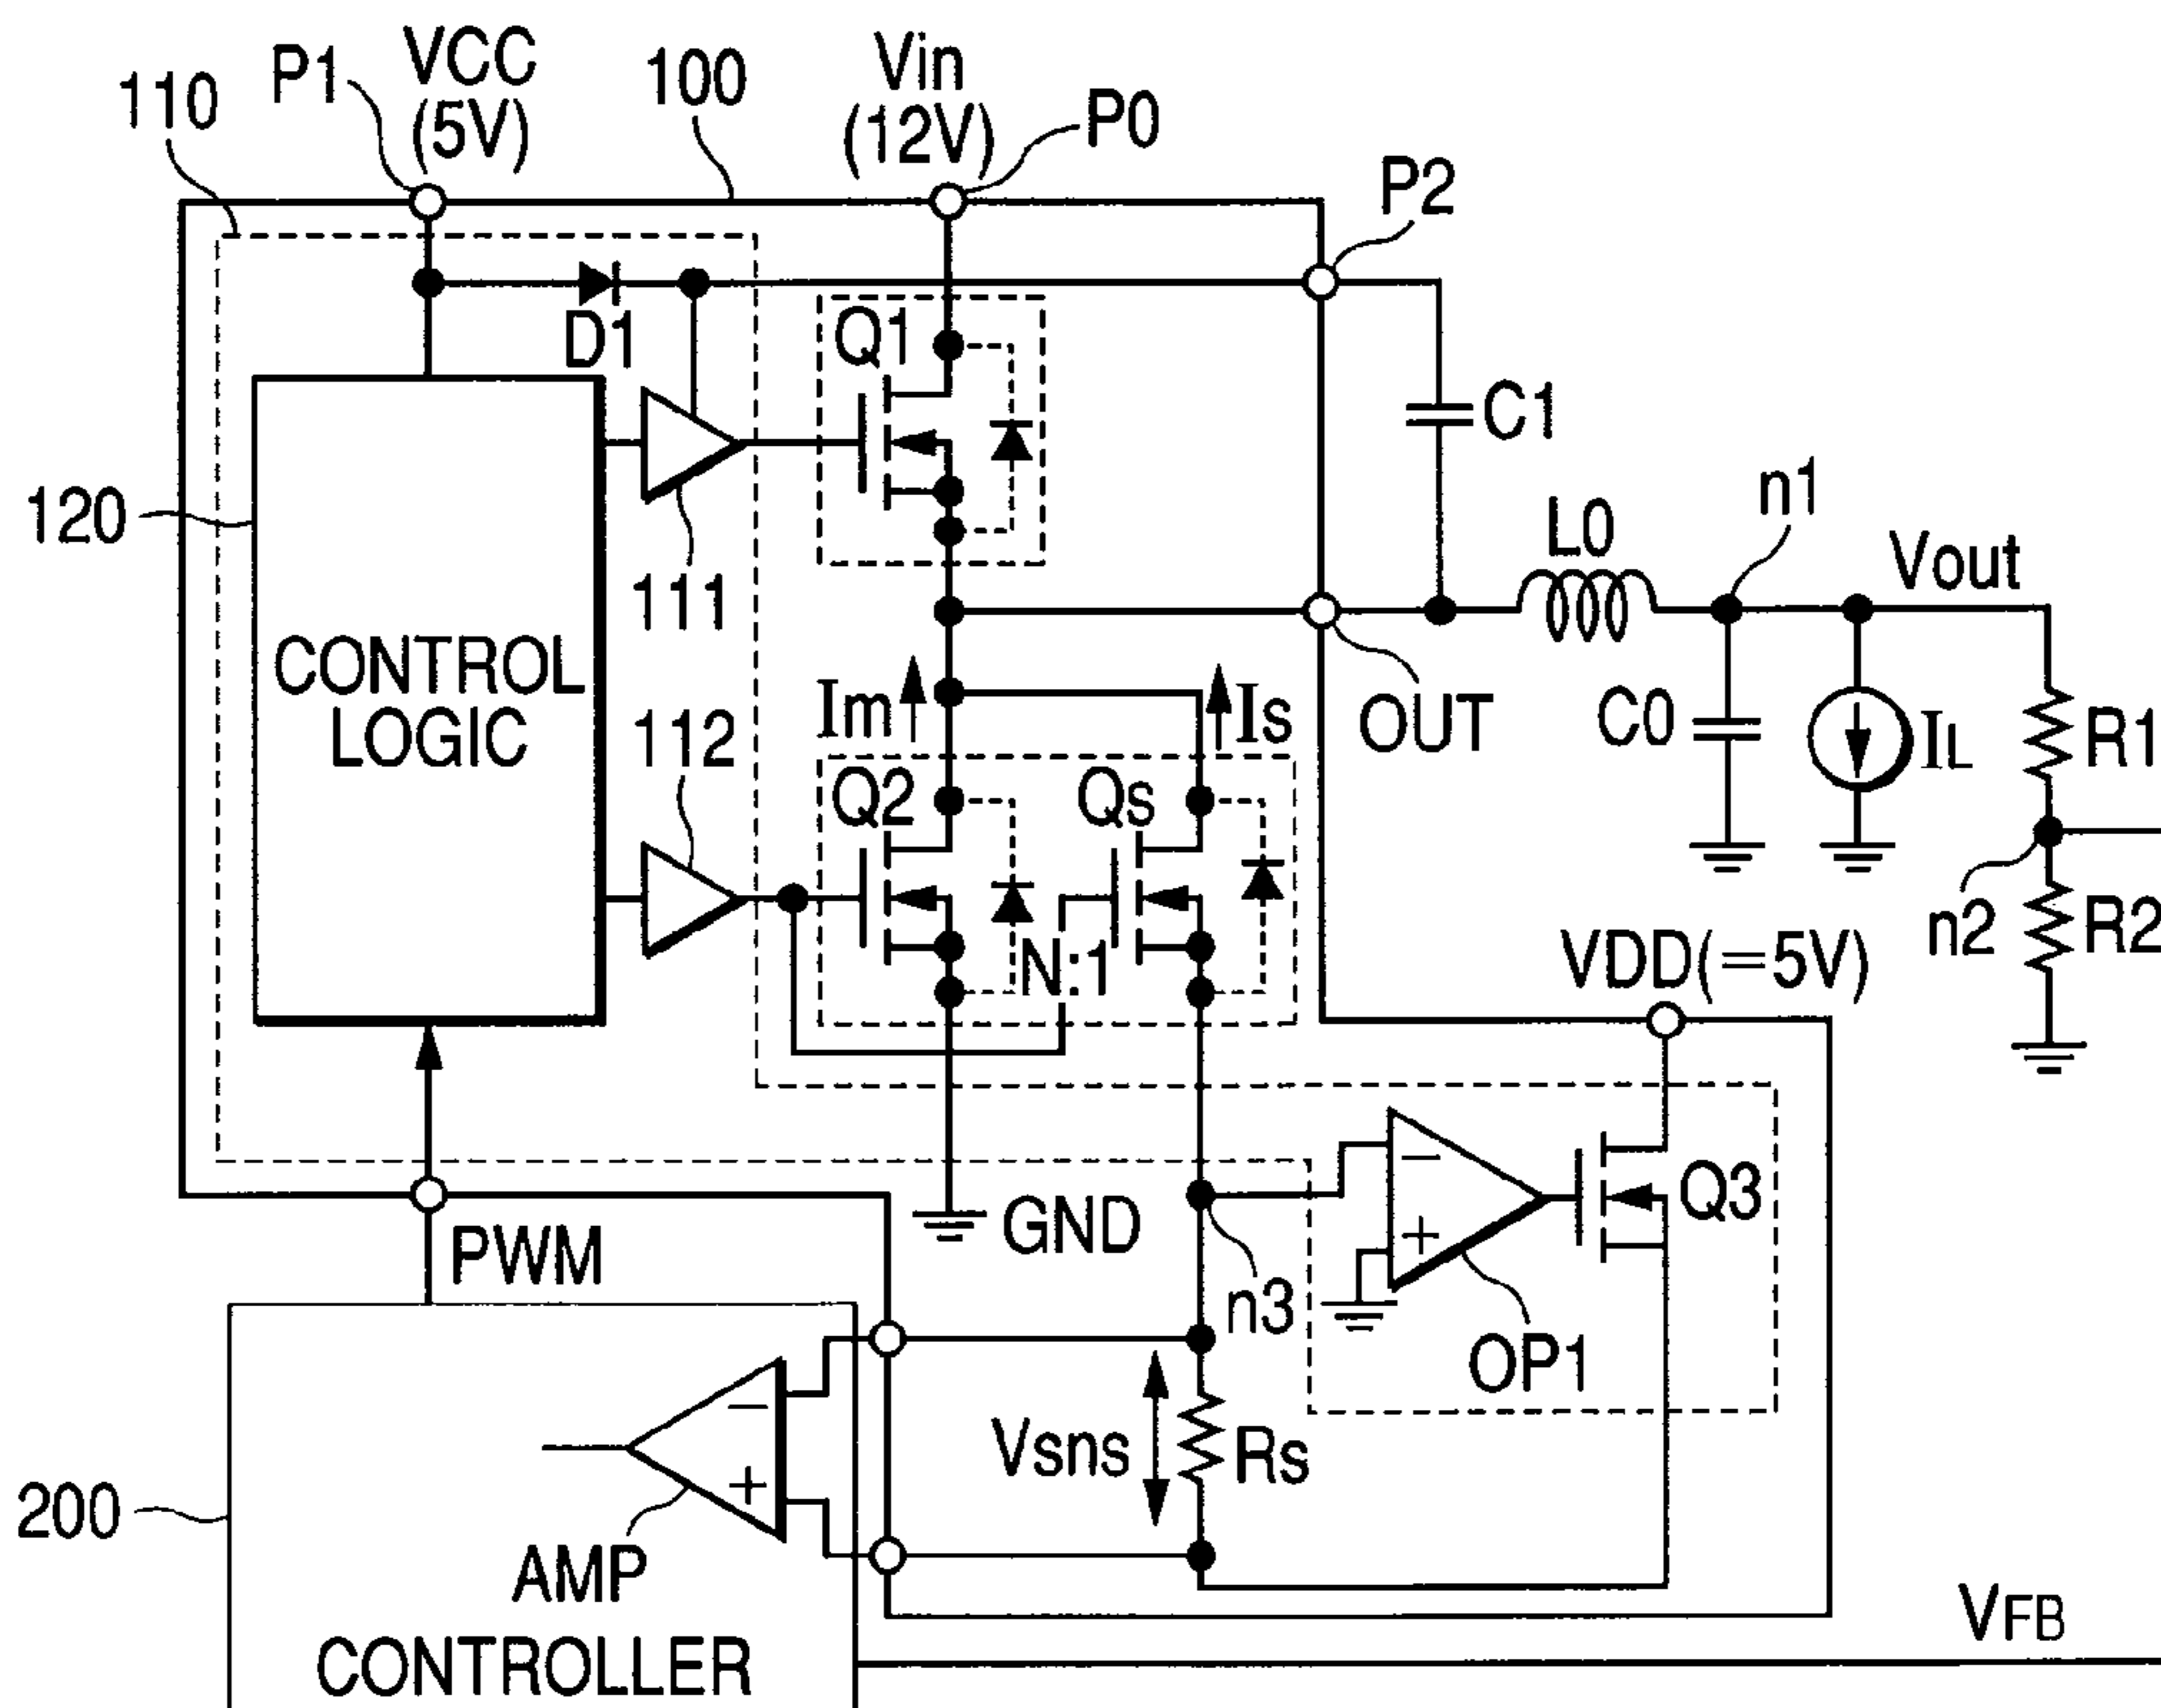 110
P1
VCC
(5V)
100
Vin
(12V)
P0
P2
D1
Q1
C1
120
111
L0
n1
Vout
CONTROL
LOGIC
112
Im
Is
OUT
C0
IL
R1
Q2
Qs
N:1
n2
R2
VDD(=5V)
PWM
GND
n3
−
+
Q3
OP1
−
+
Vsns
Rs
200
AMP
CONTROLLER
VFB